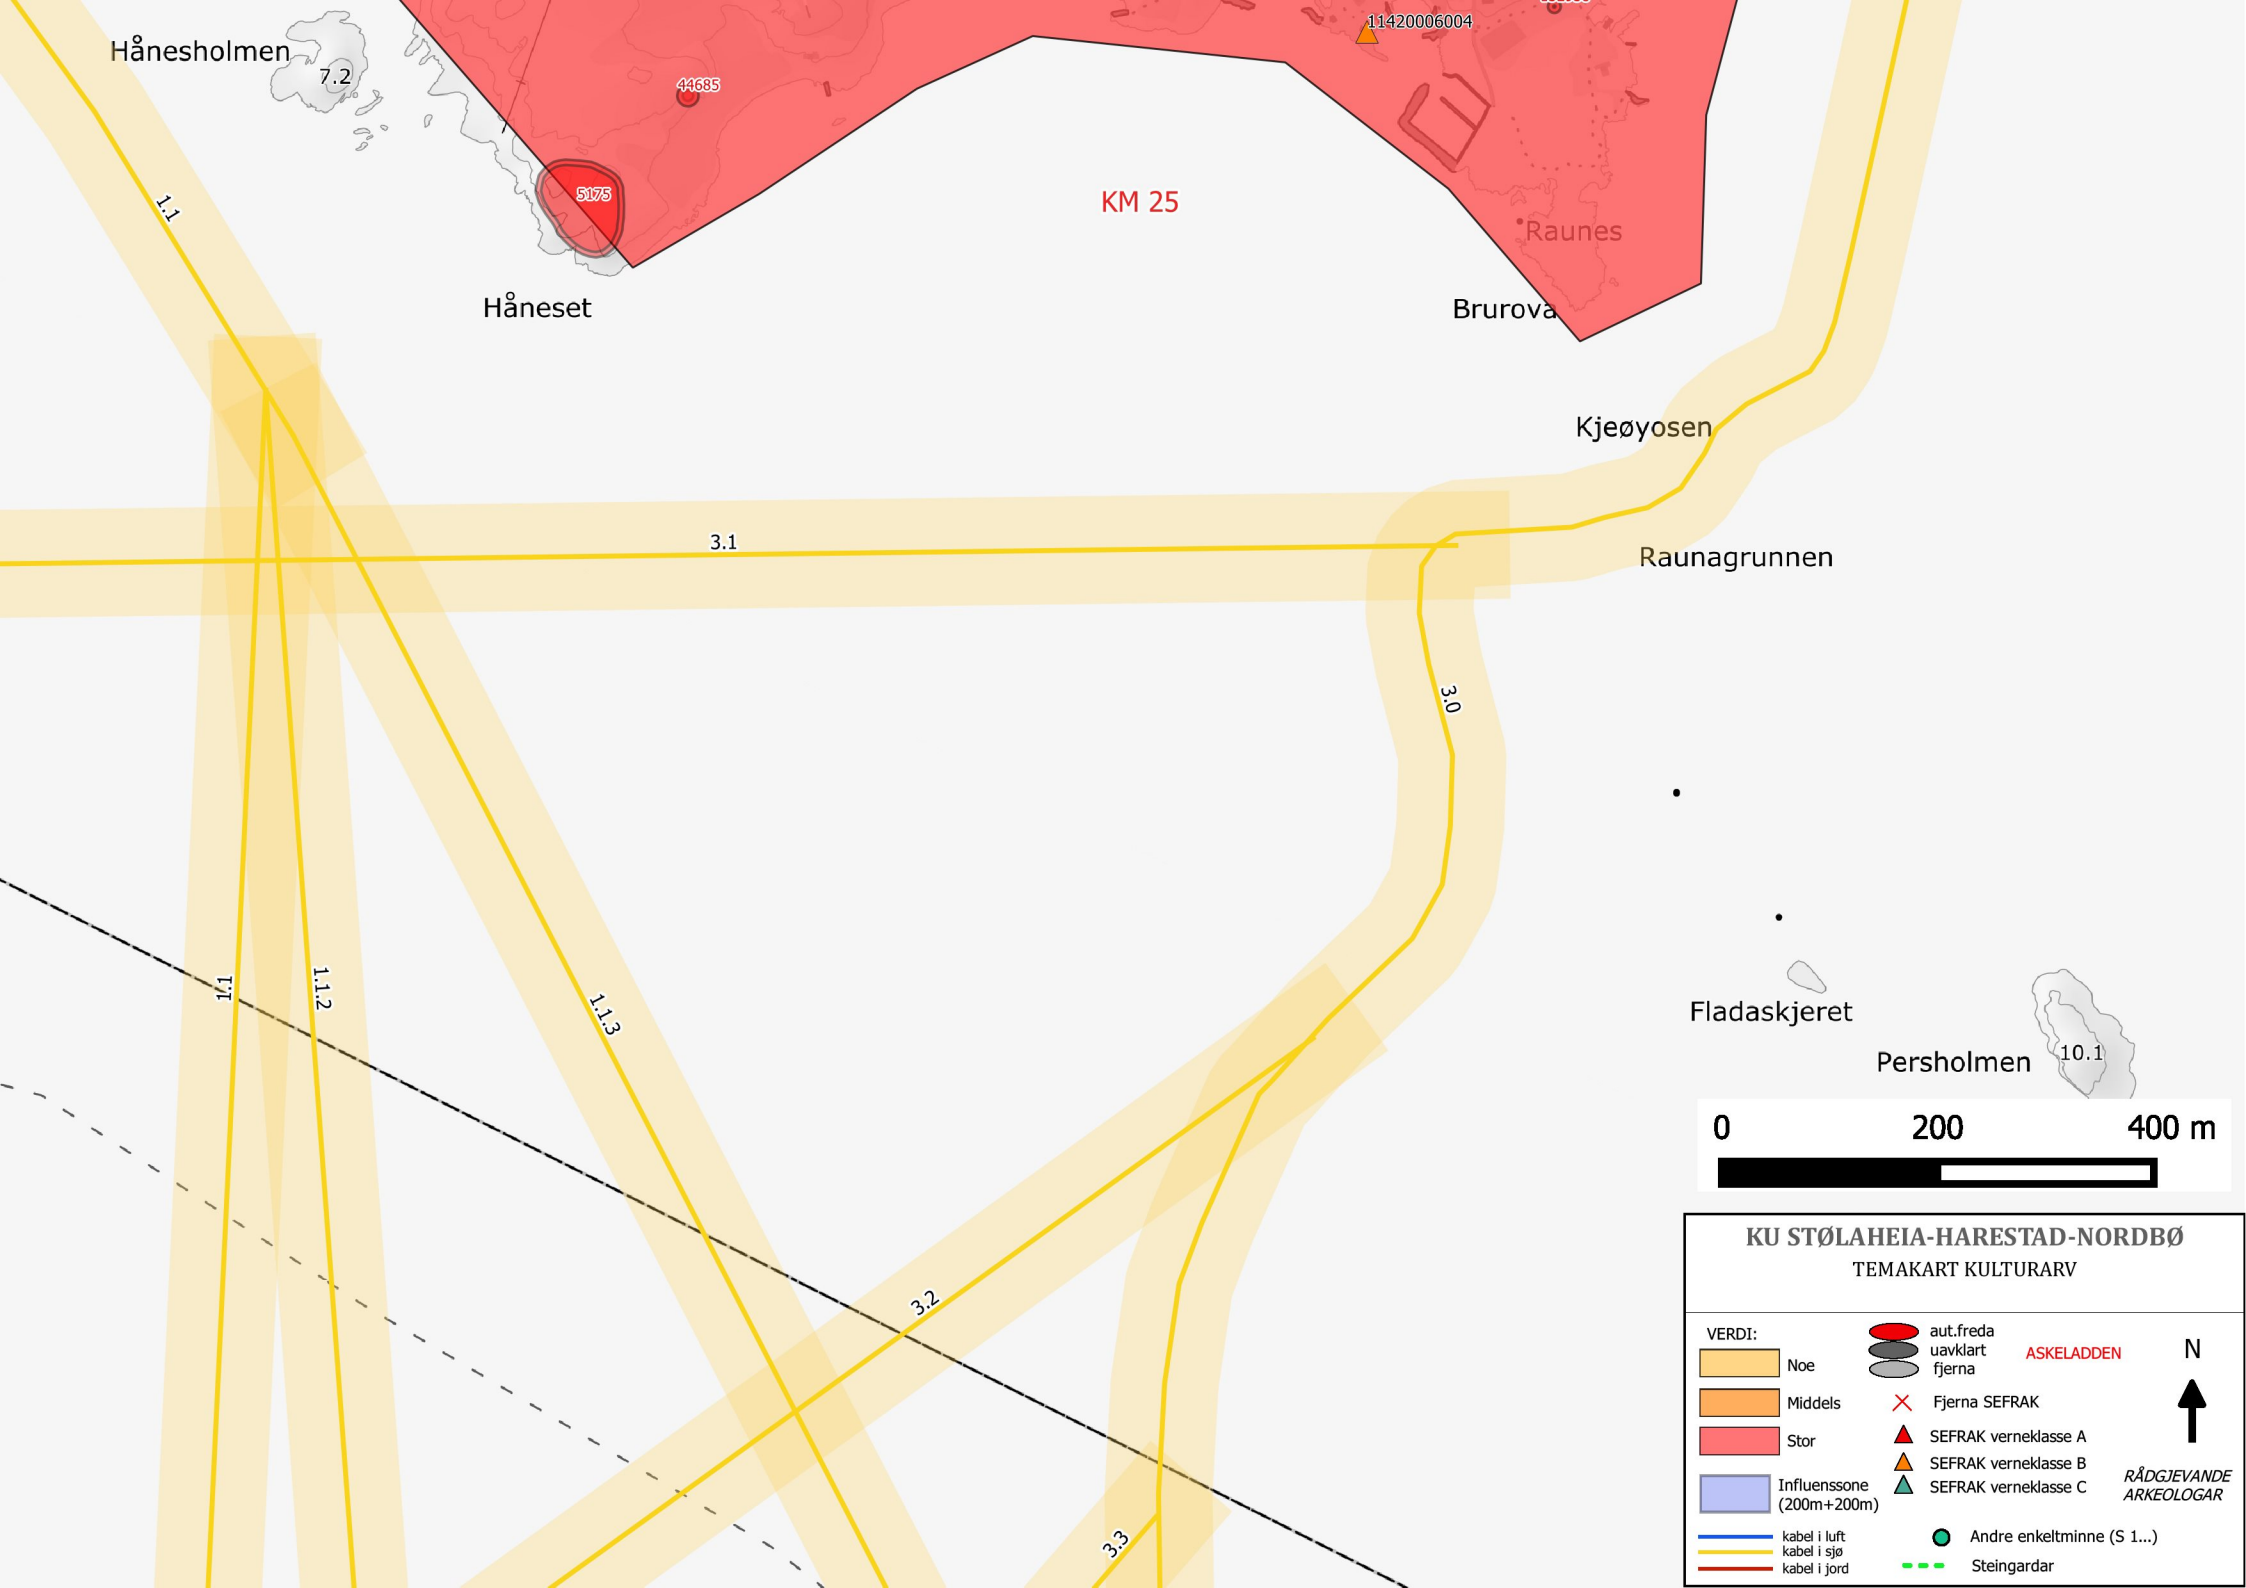 11420006004
Hånesholmen
7.2
44685
5175
1.1
KM 25
Raunes
Håneset
Brurova
Kjeøyosen
3.1
Raunagrunnen
3.0
1.1
1.1.2
1.1.3
Fladaskjeret
Persholmen
10.1
0 200 400 m
3.2
3.3
KU STØLAHEIA-HARESTAD-NORDBØ
TEMAKART KULTURARV
VERDI:
Noe
Middels
Stor
Influenssone
(200m+200m)
kabel i luft
kabel i sjø
kabel i jord
aut.freda
uavklart
fjerna
ASKELADDEN
Fjerna SEFRAK
SEFRAK verneklasse A
SEFRAK verneklasse B
SEFRAK verneklasse C
Andre enkeltminne (S 1...)
Steingardar
N
RÅDGJEVANDE
ARKEOLOGAR